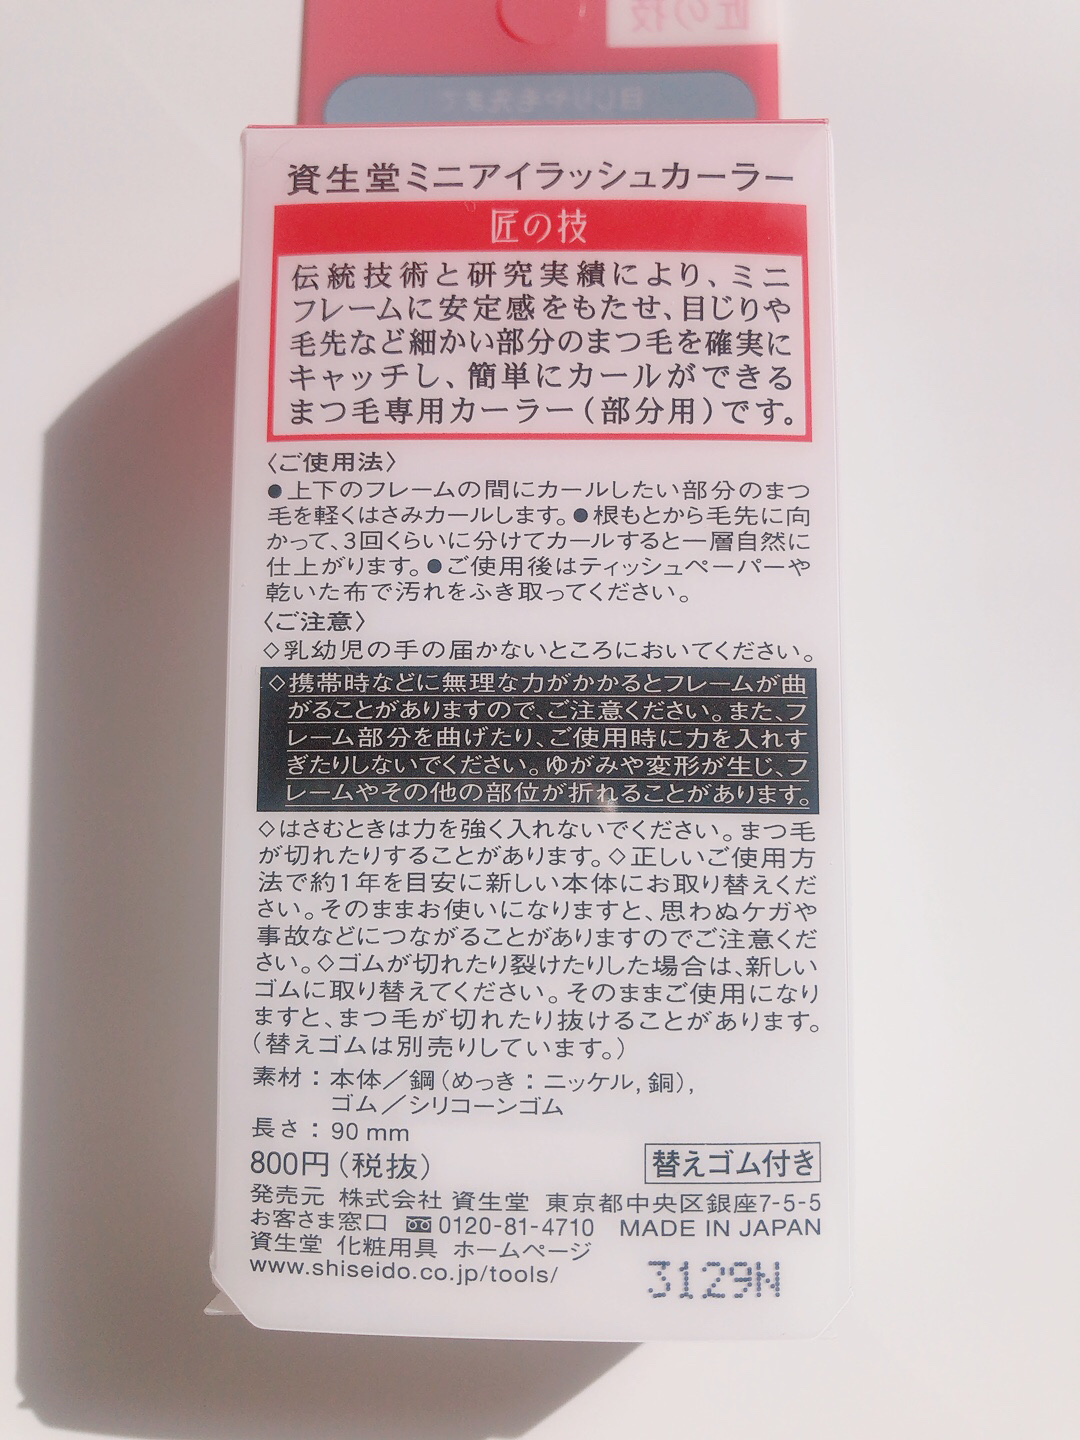 匠の技
目じりや毛先まで
資生堂ミニアイラッシュカーラー
匠の技
伝統技術と研究実績により、ミニ
フレームに安定感をもたせ、目じりや
毛先など細かい部分のまつ毛を確実に
キャッチし、簡単にカールができる
まつ毛専用カーラー(部分用)です。
〈ご使用法〉
●上下のフレームの間にカールしたい部分のまつ
毛を軽くはさみカールします。●根もとから毛先に向
かって、3回くらいに分けてカールすると一層自然に
仕上がります。●ご使用後はティッシュペーパーや
乾いた布で汚れをふき取ってください。
〈ご注意〉
◇乳幼児の手の届かないところにおいてください。
◇携帯時などに無理な力がかかるとフレームが曲
がることがありますので、ご注意ください。また、フ
レーム部分を曲げたり、ご使用時に力を入れす
ぎたりしないでください。ゆがみや変形が生じ、フ
レームやその他の部位が折れることがあります。
◇はさむときは力を強く入れないでください。まつ毛
が切れたりすることがあります。◇正しいご使用方
法で約1年を目安に新しい本体にお取り替えくだ
さい。そのままお使いになりますと、思わぬケガや
事故などにつながることがありますのでご注意くだ
さい。◇ゴムが切れたり裂けたりした場合は、新しい
ゴムに取り替えてください。そのままご使用になり
ますと、まつ毛が切れたり抜けることがあります。
(替えゴムは別売りしています。)
素材：本体／鋼(めっき：ニッケル,銅),
ゴム／シリコーンゴム
長さ：90mm
800円(税抜)
替えゴム付き
発売元 株式会社 資生堂 東京都中央区銀座7-5-5
お客さま窓口 0120-81-4710 MADE IN JAPAN
資生堂 化粧用具 ホームページ
www.shiseido.co.jp/tools/
3129N